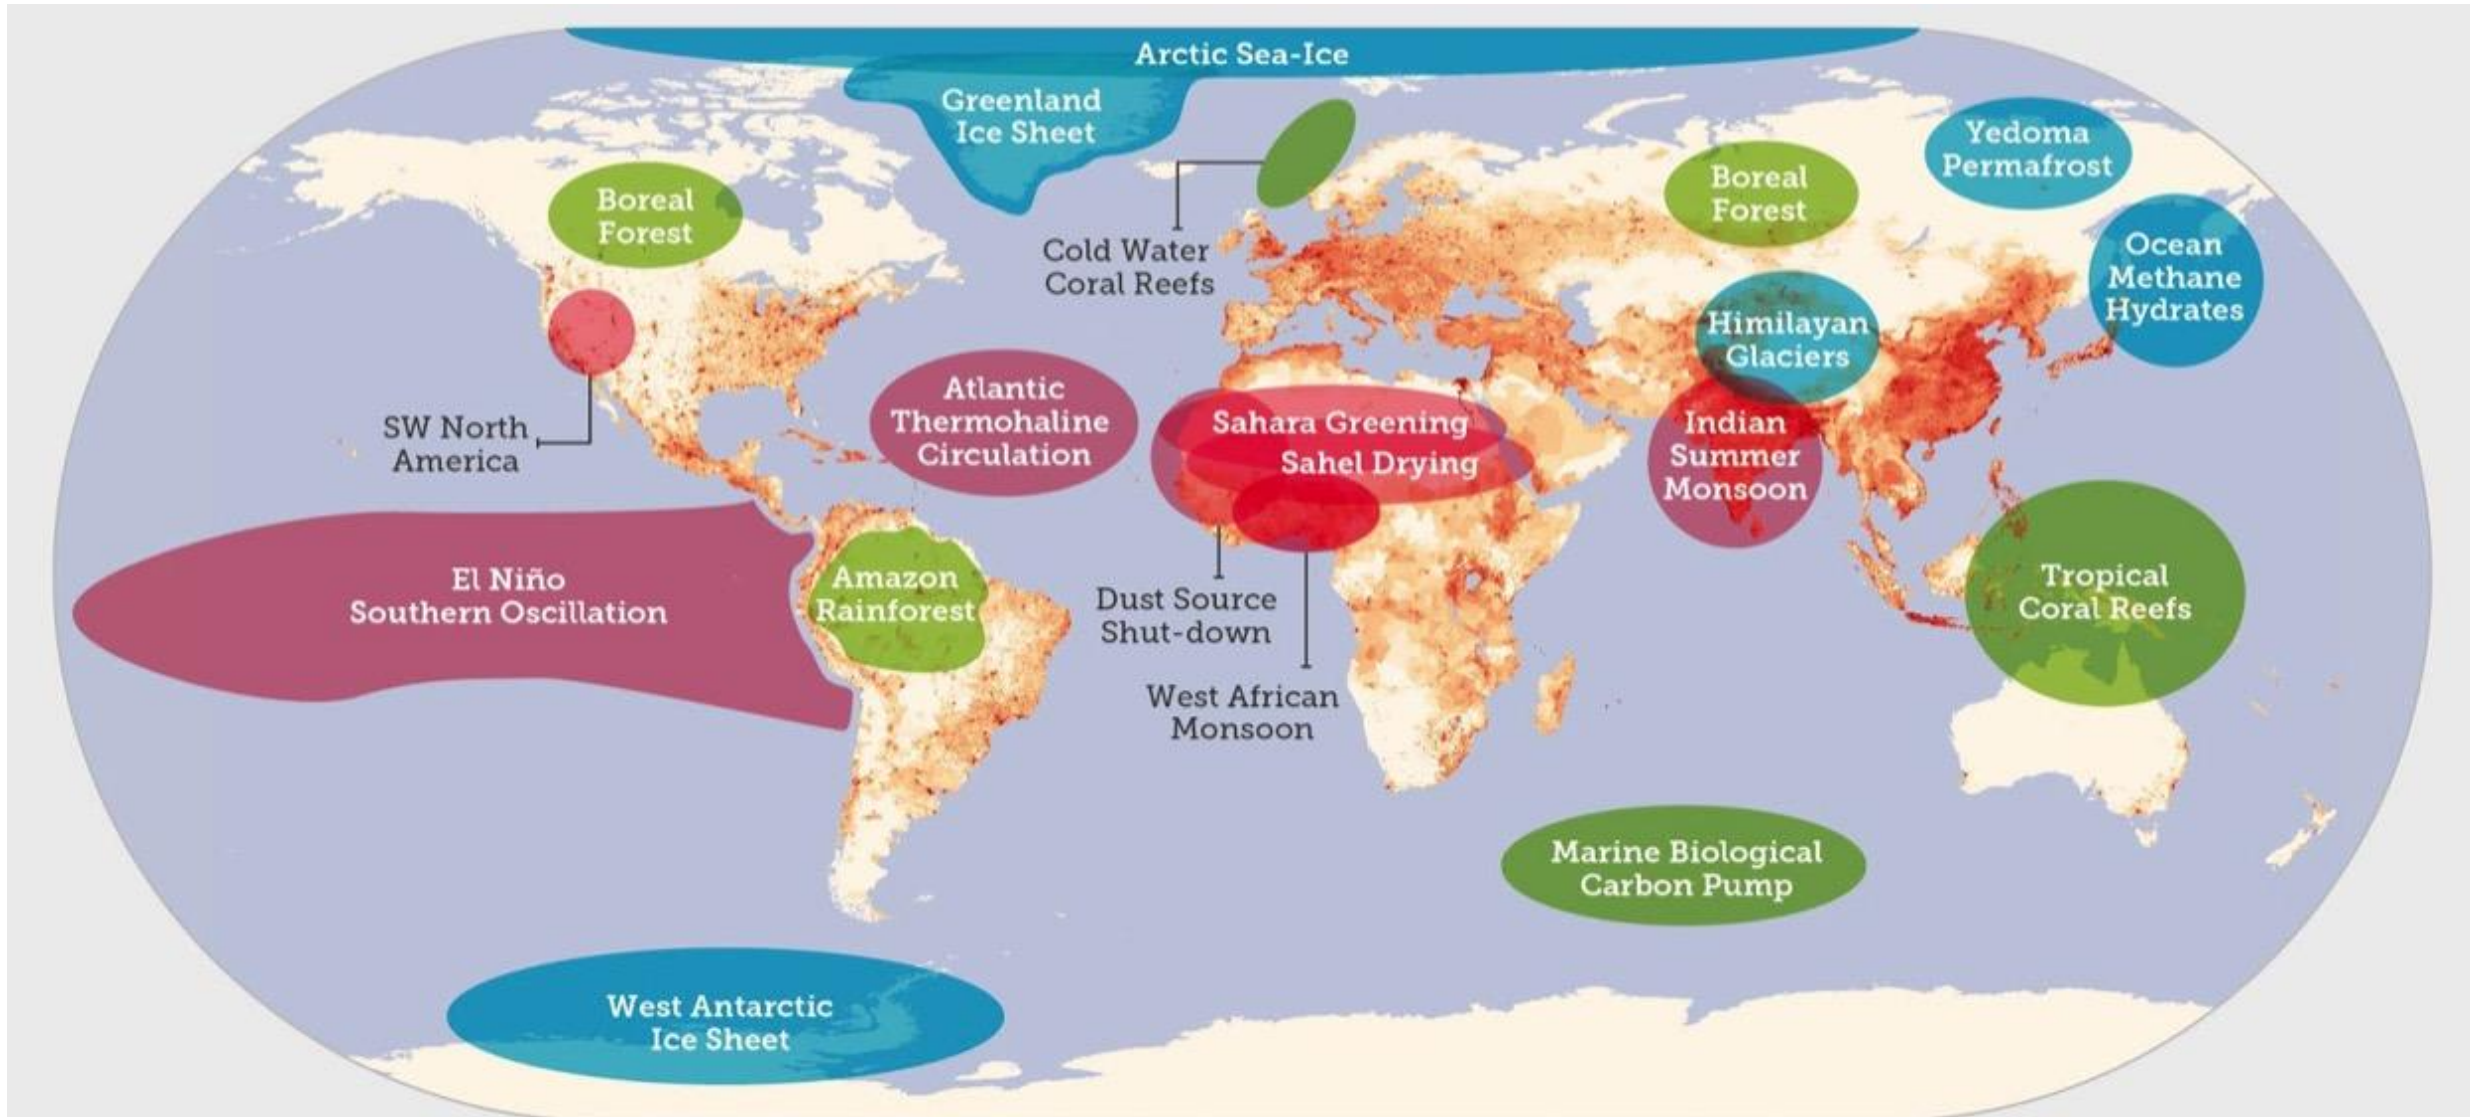 Arctic Sea-Ice
Greenland
Ice Sheet
Yedoma
Permafrost
Boreal
Forest
Boreal
Forest
Cold Water
Coral Reefs
Ocean
Methane
Hydrates
Himilayan
Glaciers
SW North
America
Atlantic
Thermohaline
Circulation
Sahara Greening
Sahel Drying
Indian
Summer
Monsoon
El Niño
Southern Oscillation
Amazon
Rainforest
Dust Source
Shut-down
West African
Monsoon
Tropical
Coral Reefs
Marine Biological
Carbon Pump
West Antarctic
Ice Sheet